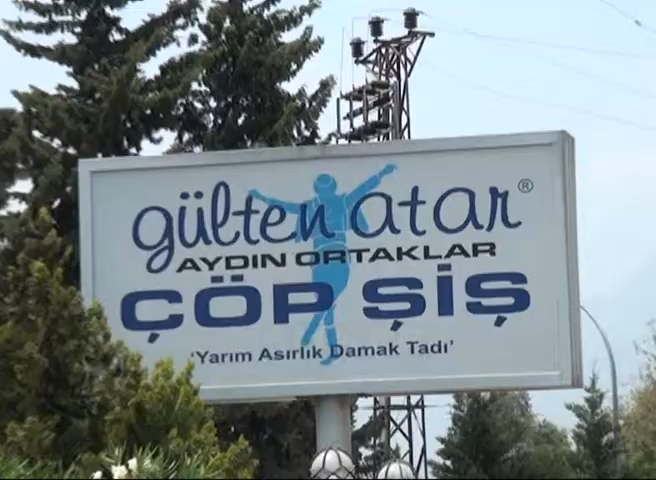 gülten atar ®
AYDIN ORTAKLAR
ÇÖP ŞİŞ
'Yarım Asırlık Damak Tadı'